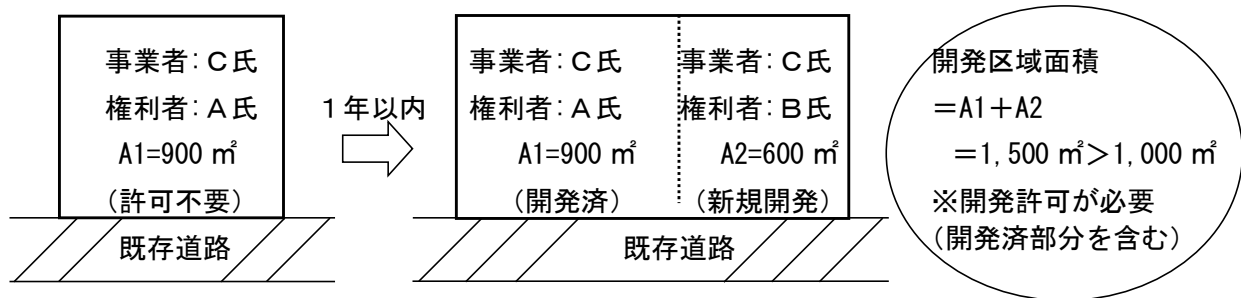 事業者：C氏
権利者：A氏
A1=900 ㎡
(許可不要)
既存道路
1年以内
事業者：C氏
権利者：A氏
A1=900 ㎡
(開発済)
事業者：C氏
権利者：B氏
A2=600 ㎡
(新規開発)
既存道路
開発区域面積
=A1＋A2
=1,500 ㎡>1,000 ㎡
※開発許可が必要
(開発済部分を含む)